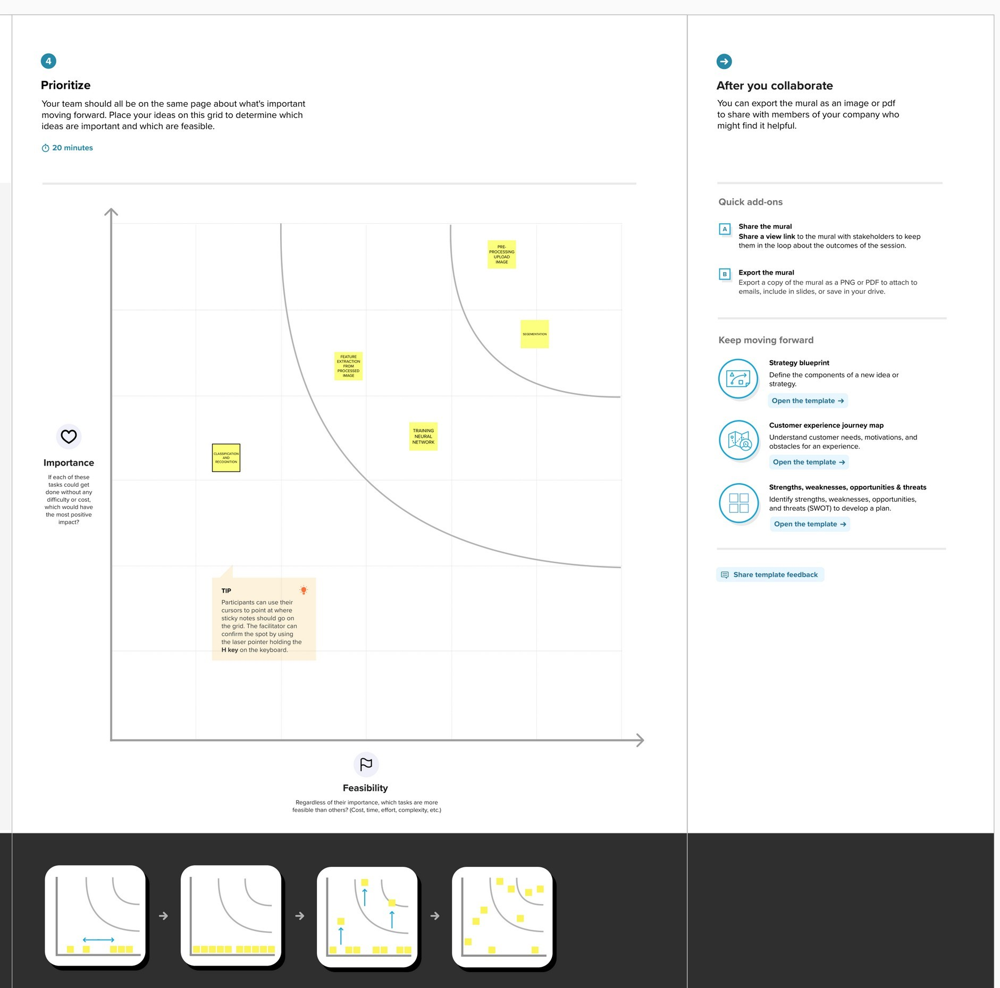 4
Prioritize
Your team should all be on the same page about what's important
moving forward. Place your ideas on this grid to determine which
ideas are important and which are feasible.
20 minutes
PRE-
PROCESSING
UPLOAD
IMAGE
SEGEMENTATION
FEATURE
EXTRACTION
FROM
PROCESSED
IMAGE
TRAINING
NEURAL
NETWORK
CLASSIFICATION
AND
RECOGNITION
Importance
If each of these
tasks could get
done without any
difficulty or cost,
which would have
the most positive
impact?
TIP
Participants can use their
cursors to point at where
sticky notes should go on
the grid. The facilitator can
confirm the spot by using
the laser pointer holding the
H key on the keyboard.
Feasibility
Regardless of their importance, which tasks are more
feasible than others? (Cost, time, effort, complexity, etc.)
After you collaborate
You can export the mural as an image or pdf
to share with members of your company who
might find it helpful.
Quick add-ons
A
Share the mural
Share a view link to the mural with stakeholders to keep
them in the loop about the outcomes of the session.
B
Export the mural
Export a copy of the mural as a PNG or PDF to attach to
emails, include in slides, or save in your drive.
Keep moving forward
Strategy blueprint
Define the components of a new idea or
strategy.
Open the template →
Customer experience journey map
Understand customer needs, motivations, and
obstacles for an experience.
Open the template →
Strengths, weaknesses, opportunities & threats
Identify strengths, weaknesses, opportunities,
and threats (SWOT) to develop a plan.
Open the template →
Share template feedback